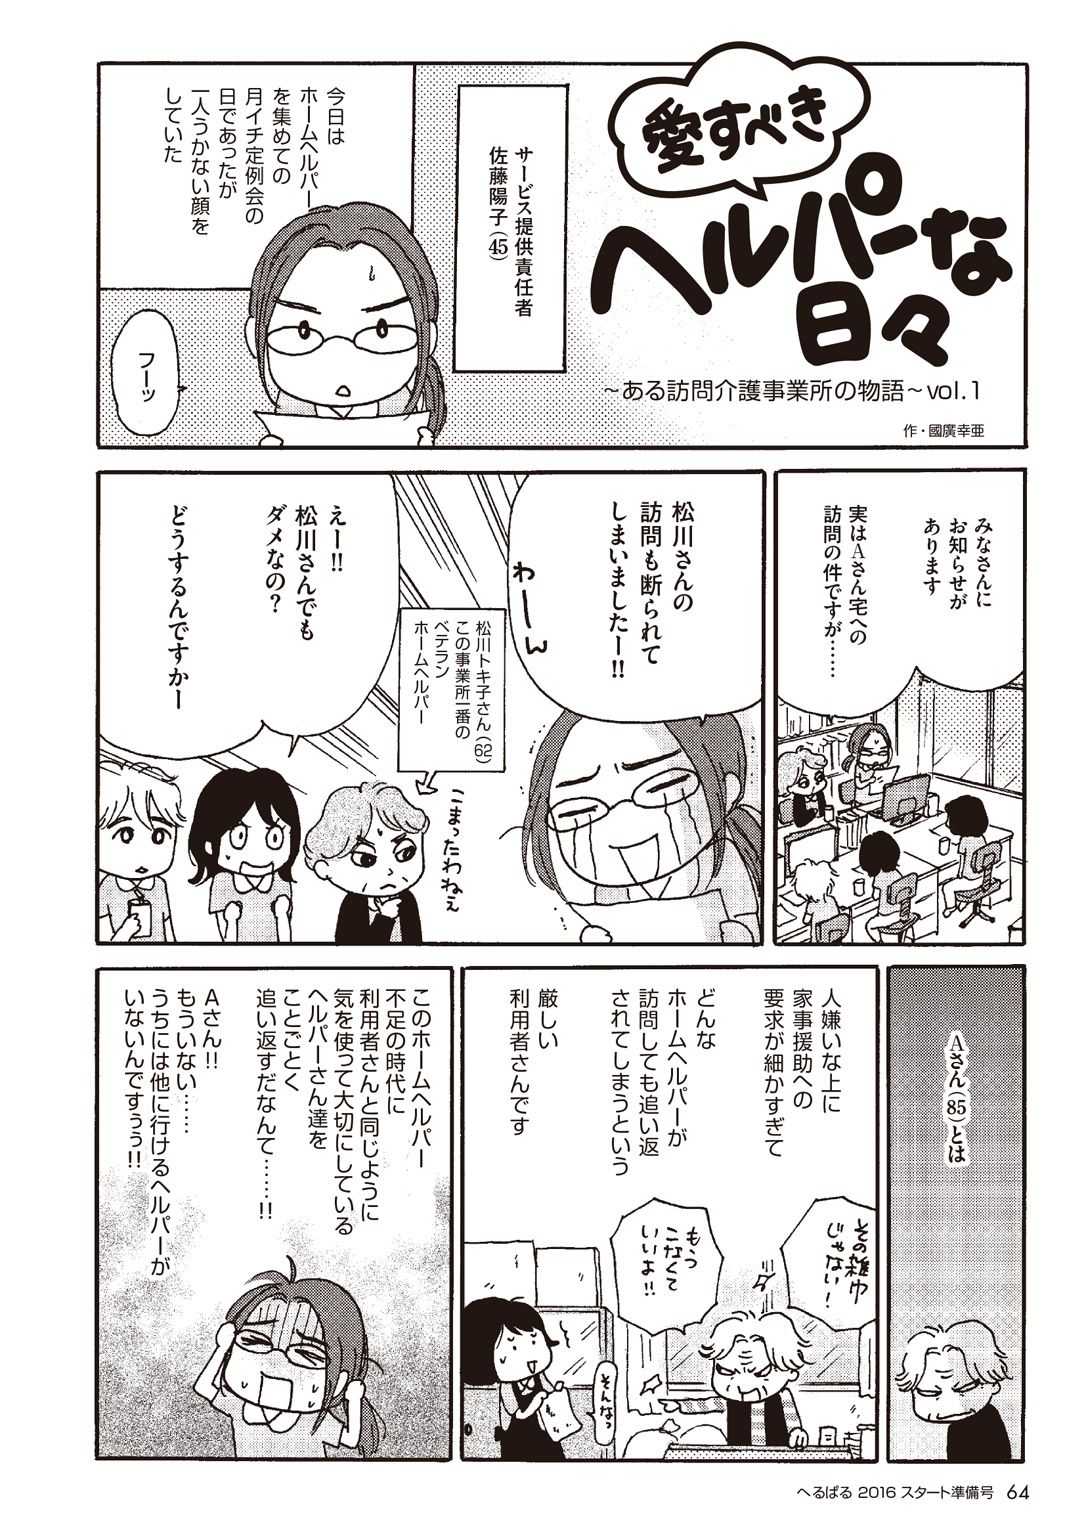 愛すべき
ヘルパーな
日々
～ある訪問介護事業所の物語～vol.1
作・國廣幸亜
サービス提供責任者
佐藤陽子(45)
今日は
ホームヘルパー
を集めての
月イチ定例会の
日であったが
一人うかない顔を
していた
フーッ
みなさんに
お知らせが
あります
実はAさん宅への
訪問の件ですが……
松川さんの
訪問も断られて
しまいましたー!!
わーん
松川トキ子さん(62)
この事業所一番の
ベテラン
ホームヘルパー
こまったわねぇ
えー!!
松川さんでも
ダメなの?
どうするんですかー
Aさん(85)とは
人嫌いな上に
家事援助への
要求が細かすぎて
どんな
ホームヘルパーが
訪問しても追い返
されてしまうという
厳しい
利用者さんです
その雑巾
じゃない!
もう
こなくて
いいよ!!
そんなっ
このホームヘルパー
不足の時代に
利用者さんと同じように
気を使って大切にしている
ヘルパーさん達を
ことごとく
追い返すだなんて……!!
Aさん!!
もういない……
うちには他に行けるヘルパーが
いないんですぅぅ!!
へるぱる 2016 スタート準備号 64